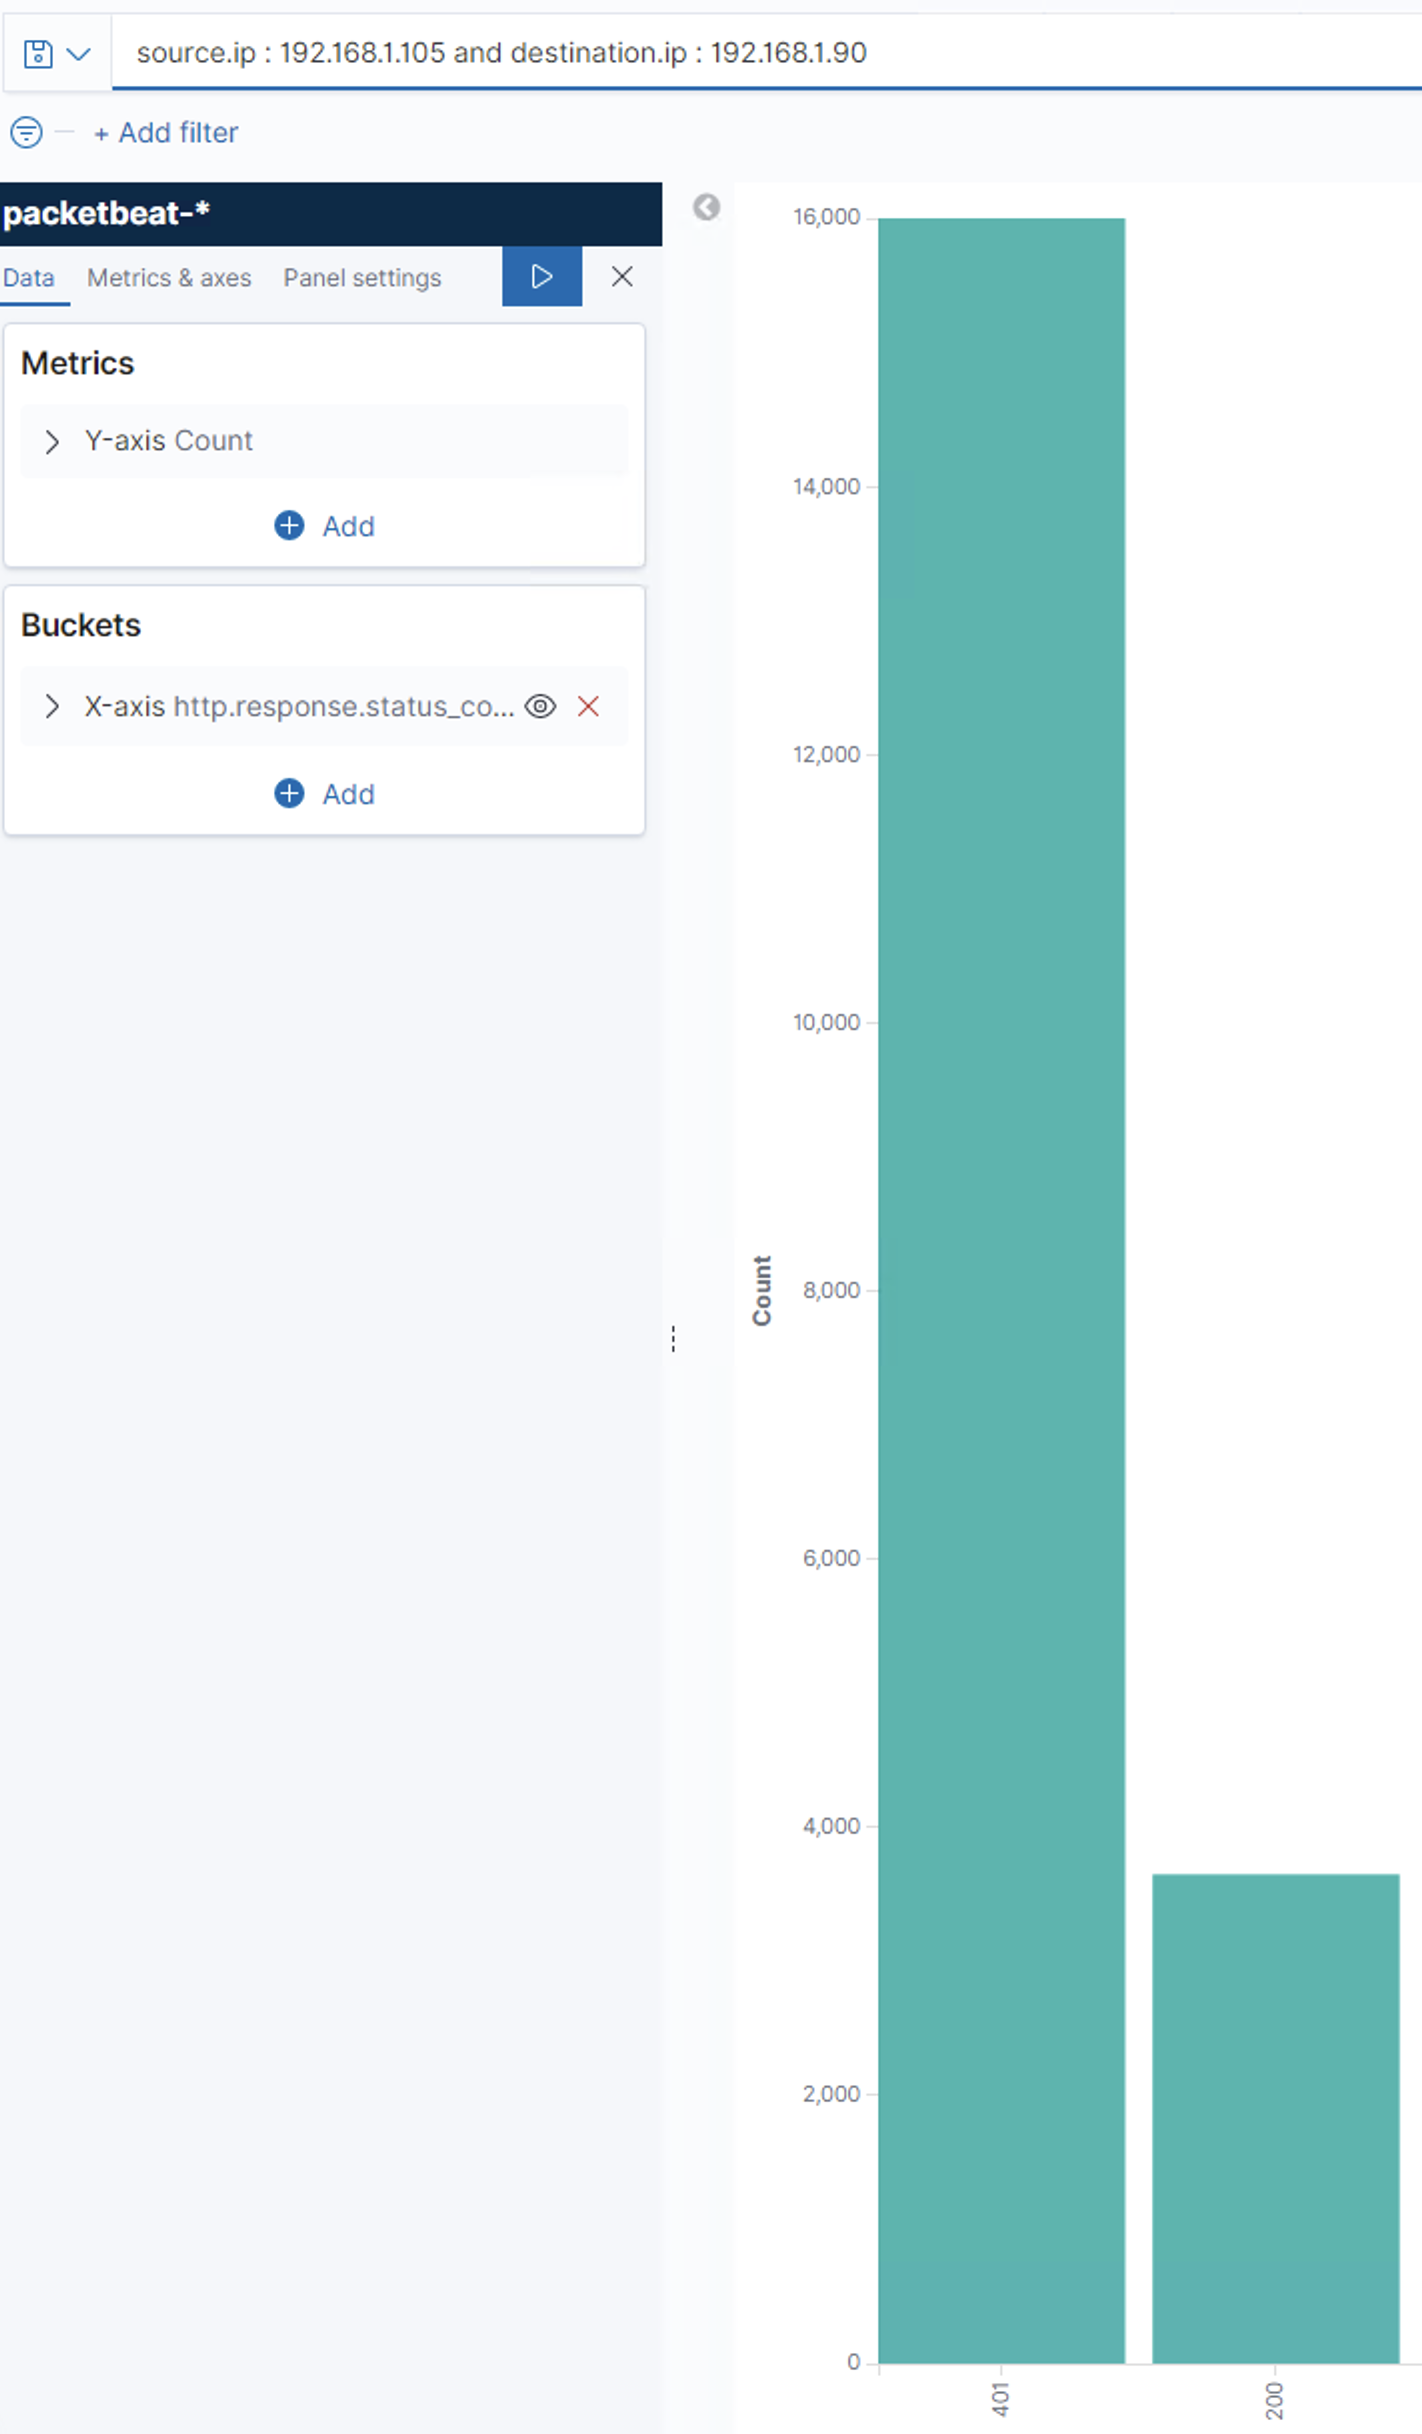 source.ip : 192.168.1.105 and destination.ip : 192.168.1.90
+ Add filter
packetbeat-*
Data Metrics & axes Panel settings
Metrics
Y-axis Count
Add
Buckets
X-axis http.response.status_co...
Add
16,000
14,000
12,000
10,000
8,000
6,000
4,000
2,000
0
Count
401
200